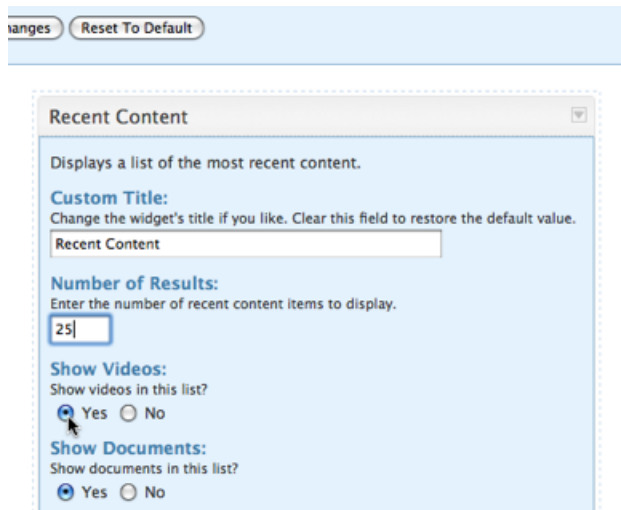 Reset To Default
Recent Content
Displays a list of the most recent content.
Custom Title:
Change the widget's title if you like. Clear this field to restore the default value.
Recent Content
Number of Results:
Enter the number of recent content items to display.
25
Show Videos:
Show videos in this list?
Yes No
Show Documents:
Show documents in this list?
Yes No